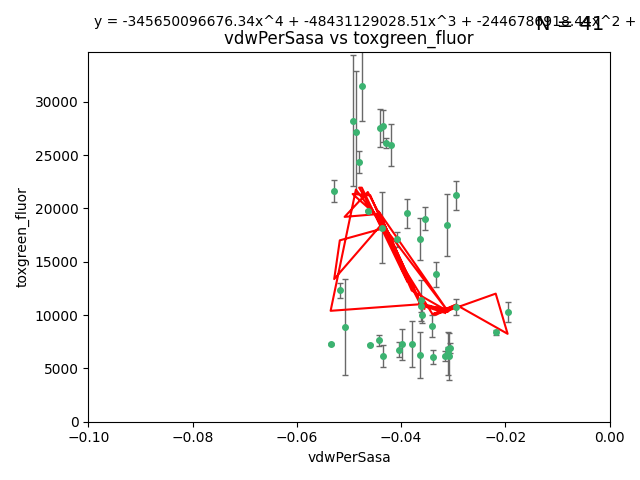 y = -345650096676.34x^4 + -48431129028.51x^3 + -2446786918.44x^2 +
N = 41
vdwPerSasa vs toxgreen_fluor
toxgreen_fluor
30000
25000
20000
15000
10000
5000
0
−0.10
−0.08
−0.06
−0.04
−0.02
0.00
vdwPerSasa